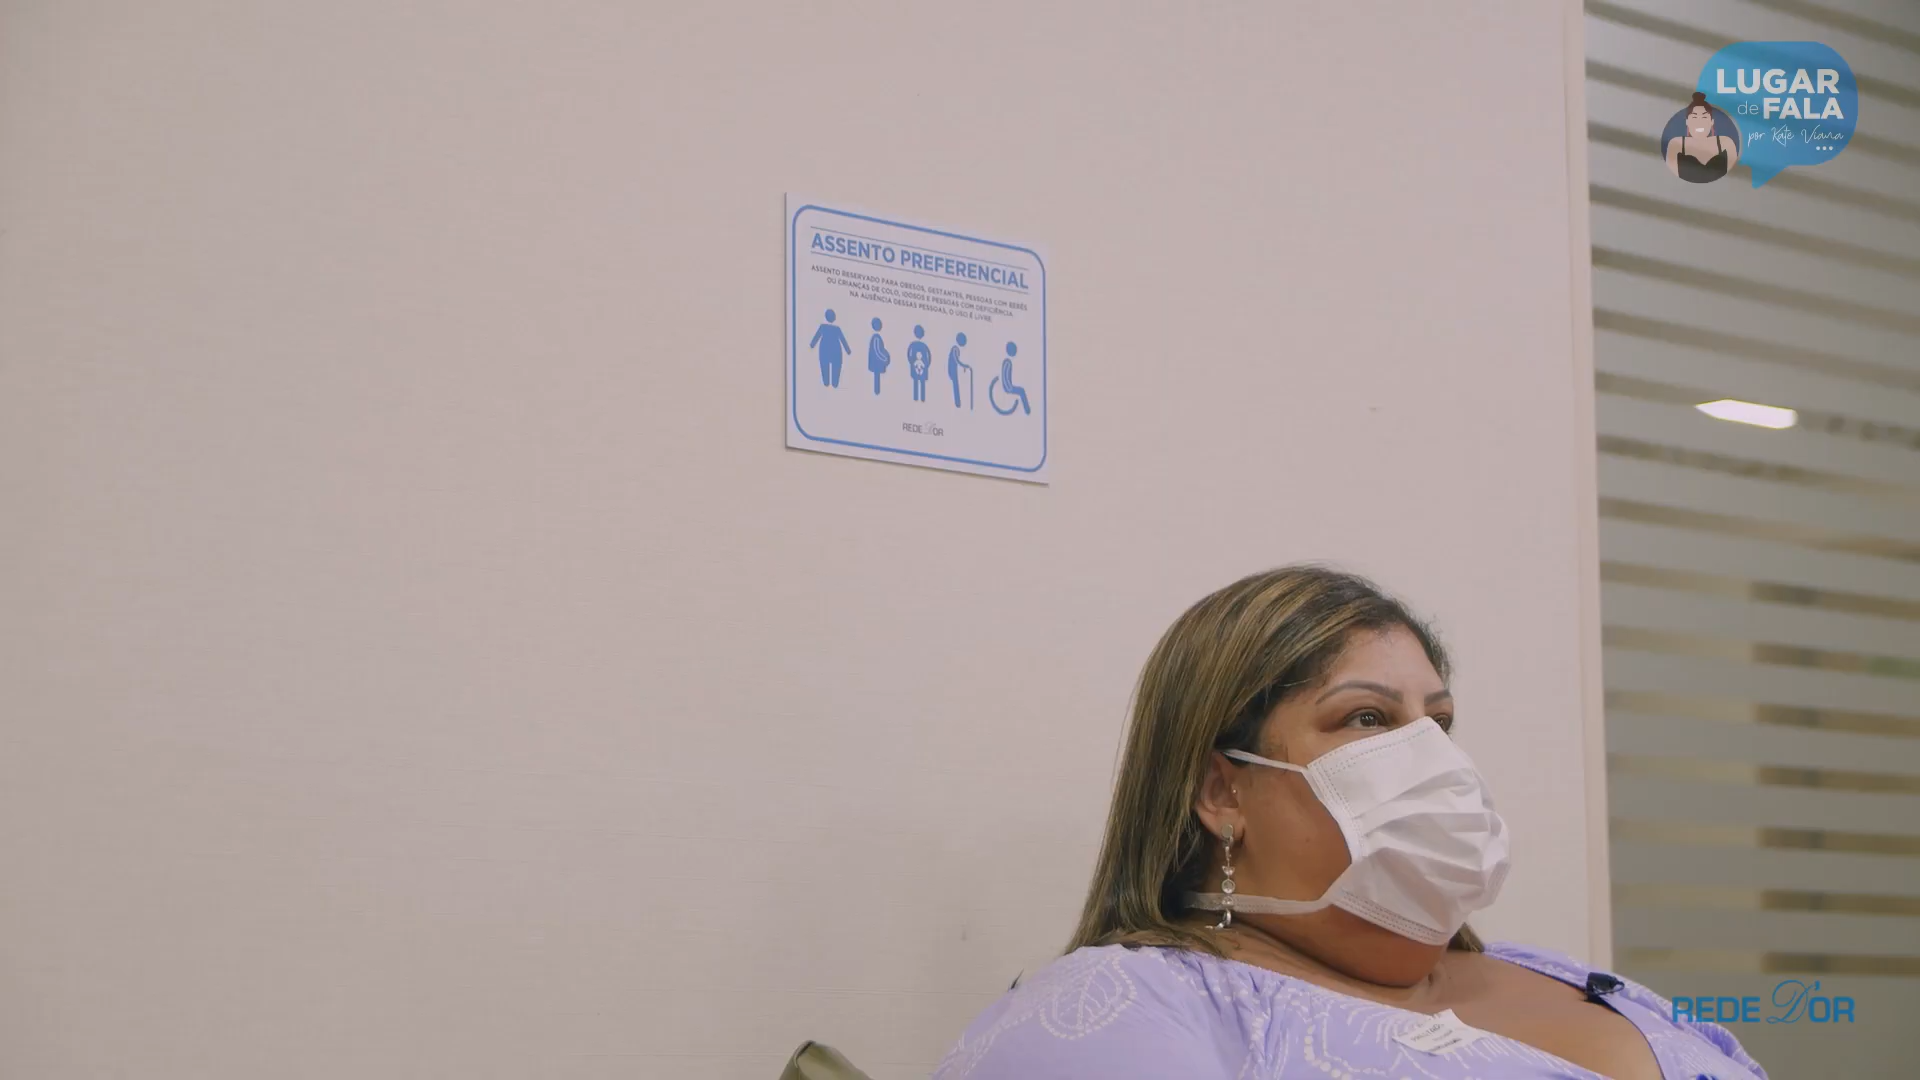 LUGAR
de FALA
por Kate Viana
ASSENTO PREFERENCIAL
ASSENTO RESERVADO PARA OBESOS, GESTANTES, PESSOAS COM BEBÊS
OU CRIANÇAS DE COLO, IDOSOS E PESSOAS COM DEFICIÊNCIA.
NA AUSÊNCIA DESSAS PESSOAS, O USO É LIVRE.
REDE D'OR
REDE D'OR